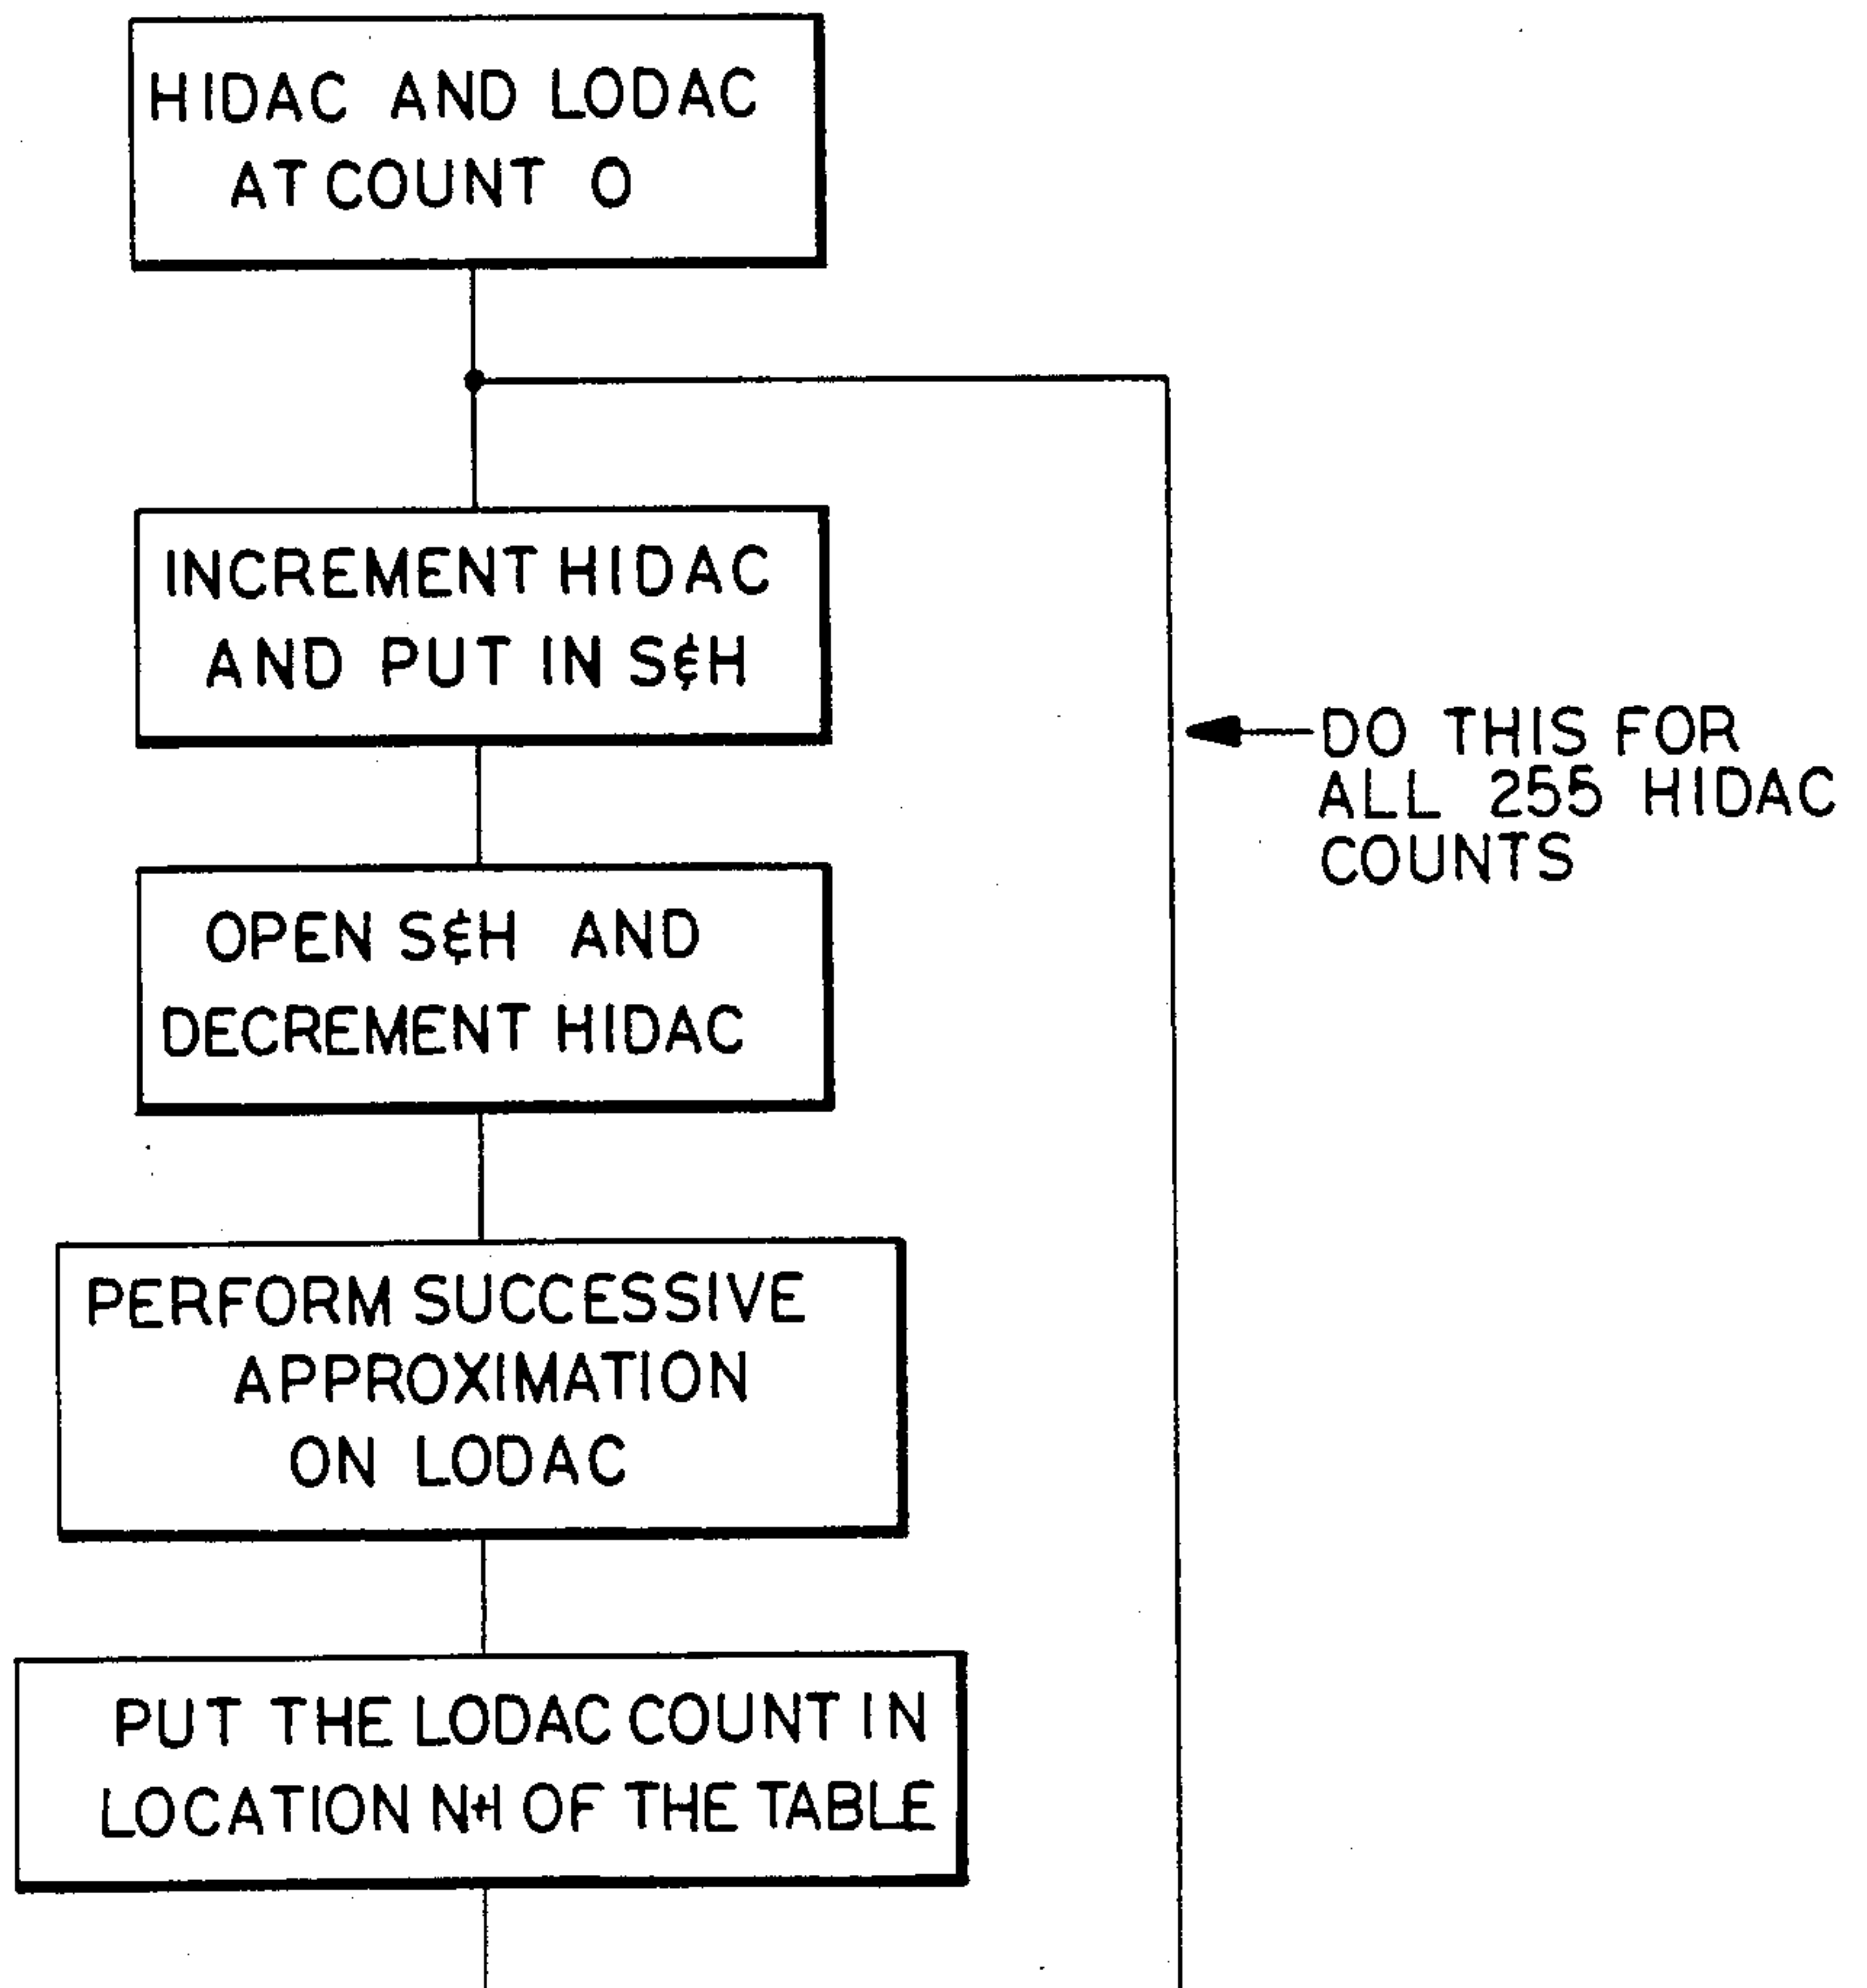 HIDAC AND LODAC
AT COUNT 0
INCREMENT HIDAC
AND PUT IN S&H
DO THIS FOR
ALL 255 HIDAC
COUNTS
OPEN S&H AND
DECREMENT HIDAC
PERFORM SUCCESSIVE
APPROXIMATION
ON LODAC
PUT THE LODAC COUNT IN
LOCATION N+1 OF THE TABLE